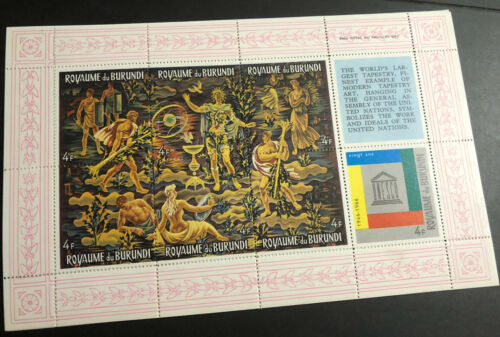 ROYAUME du BURUNDI
ROYAUME du BURUNDI
ROYAUME du BURUNDI
4F
4F
4F
4F
4F
4F
ROYAUME du BURUNDI
ROYAUME du BURUNDI
ROYAUME du BURUNDI
THE WORLD'S LAR-
GEST TAPESTRY, FI-
NEST EXAMPLE OF
MODERN TAPESTRY
ART, HANGING IN
THE GENERAL AS-
SEMBLY OF THE UNI-
TED NATIONS, SYM-
BOLIZES THE WORK
AND IDEALS OF THE
UNITED NATIONS.
vingt ans
1946-1966
ROYAUME du BURUNDI
4F